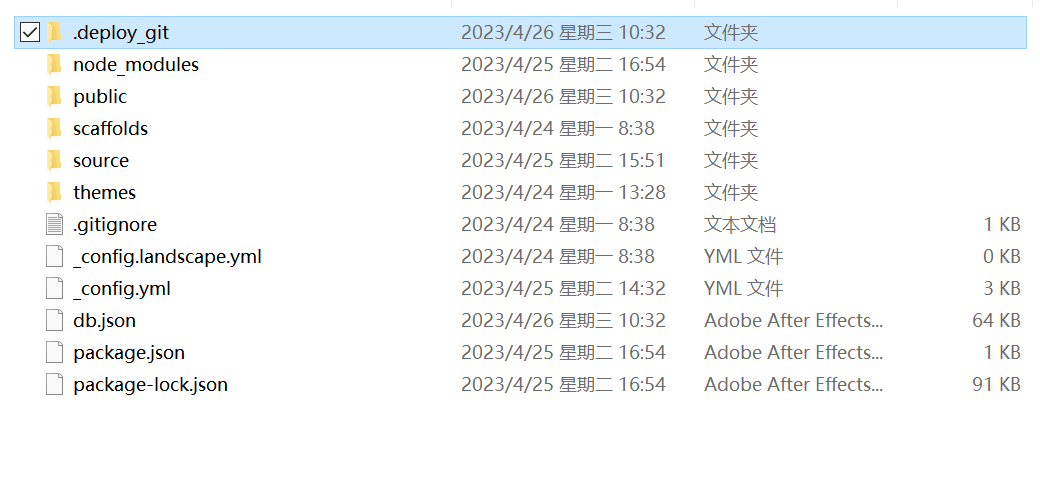 .deploy_git 2023/4/26 星期三 10:32 文件夹
node_modules 2023/4/25 星期二 16:54 文件夹
public 2023/4/26 星期三 10:32 文件夹
scaffolds 2023/4/24 星期一 8:38 文件夹
source 2023/4/25 星期二 15:51 文件夹
themes 2023/4/24 星期一 13:28 文件夹
.gitignore 2023/4/24 星期一 8:38 文本文档 1 KB
_config.landscape.yml 2023/4/24 星期一 8:38 YML 文件 0 KB
_config.yml 2023/4/25 星期二 14:32 YML 文件 3 KB
db.json 2023/4/26 星期三 10:32 Adobe After Effects... 64 KB
package.json 2023/4/25 星期二 16:54 Adobe After Effects... 1 KB
package-lock.json 2023/4/25 星期二 16:54 Adobe After Effects... 91 KB